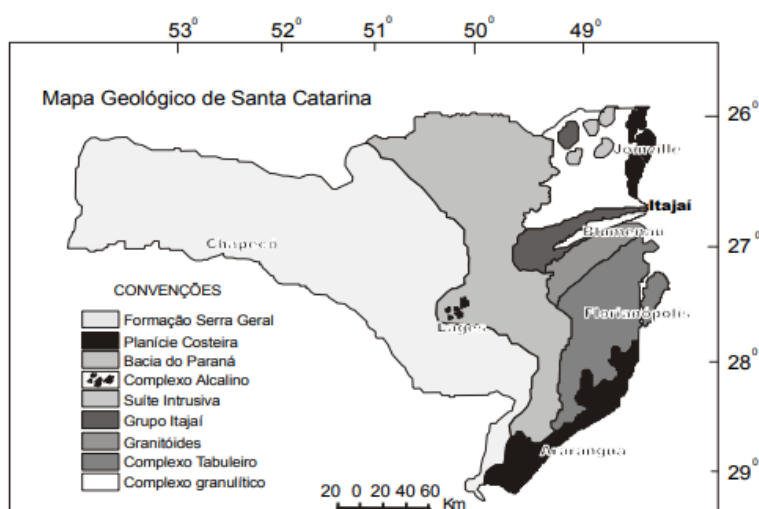 53° 52° 51° 50° 49°
Mapa Geológico de Santa Catarina
26°
Joinville
Itajaí
Blumenau
27°
Chapecó
CONVENÇÕES
Formação Serra Geral
Florianópolis
Planície Costeira
Lages
Bacia do Paraná
28°
Complexo Alcalino
Suíte Intrusiva
Grupo Itajaí
Granitóides
Araranguá
Complexo Tabuleiro
29°
Complexo granulítico
20 0 20 40 60
Km